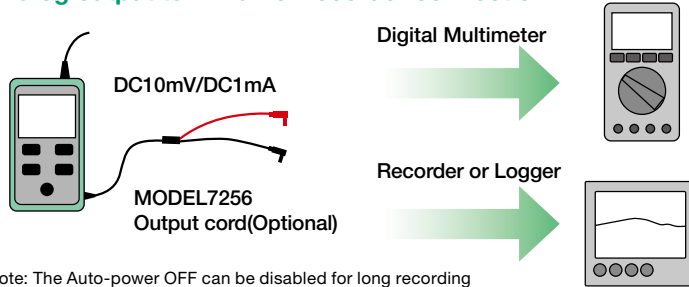 Digital Multimeter
DC10mV/DC1mA
Recorder or Logger
MODEL7256
Output cord(Optional)
ote: The Auto-power OFF can be disabled for long recording